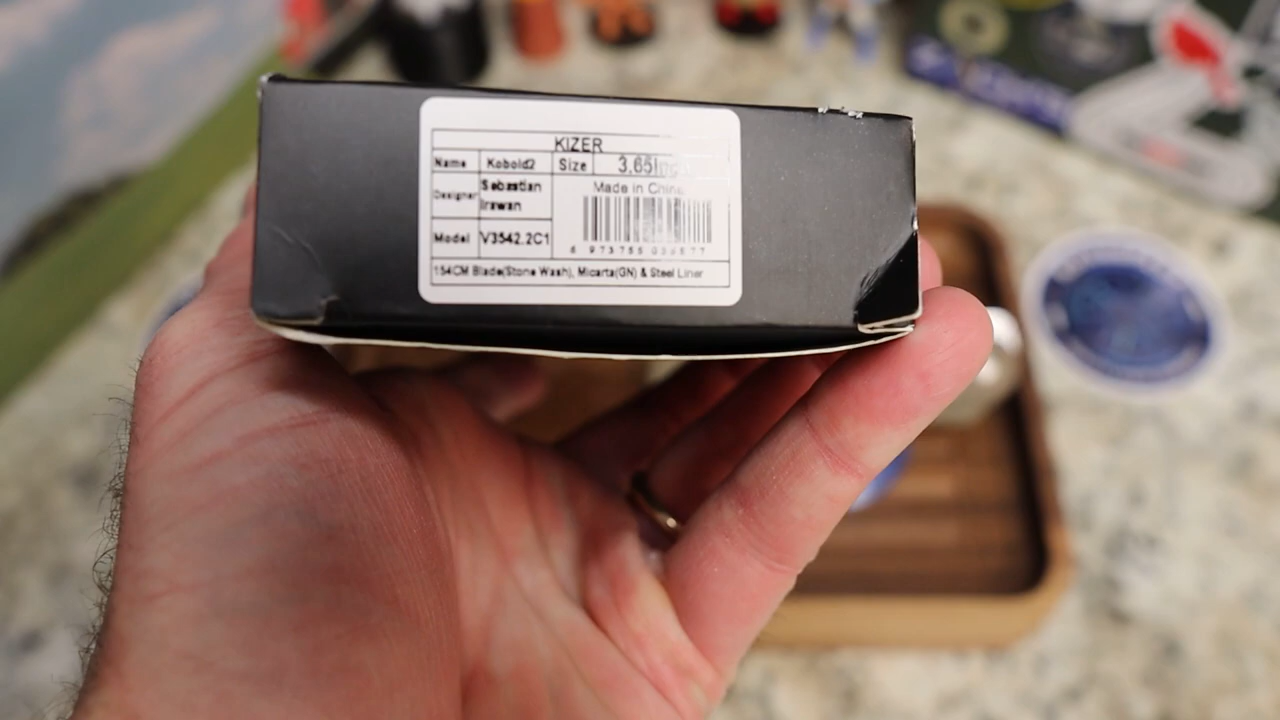 KIZER
Name Kobold2 Size 3.65In
Designer Sebastian Irawan
Made in China
Model V3542.2C1
154CM Blade(Stone Wash), Micarta(GN) & Steel Liner